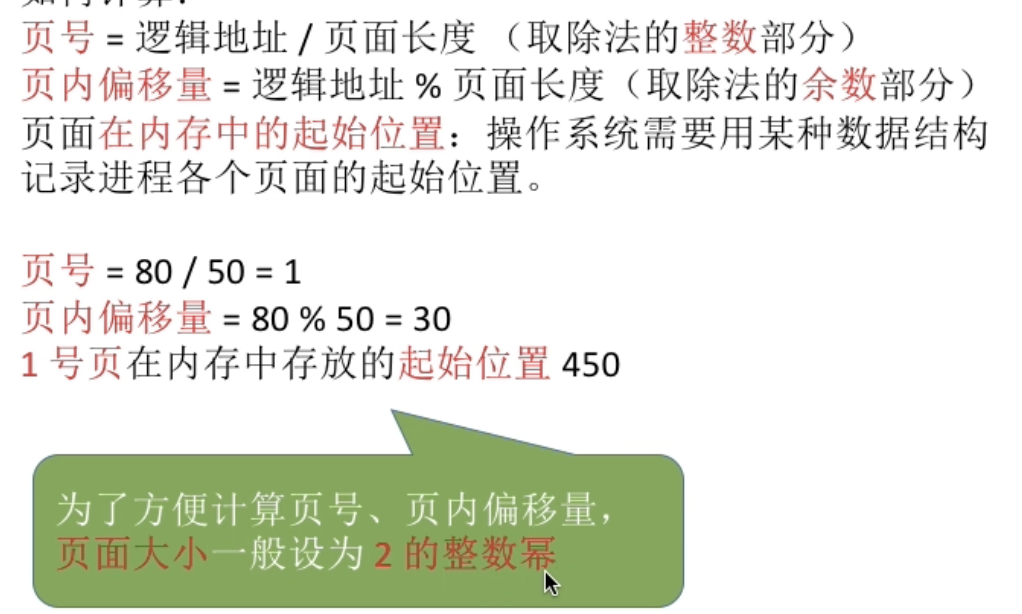 如何计算：
页号 = 逻辑地址 / 页面长度 （取除法的整数部分）
页内偏移量 = 逻辑地址 % 页面长度（取除法的余数部分）
页面在内存中的起始位置：操作系统需要用某种数据结构
记录进程各个页面的起始位置。
页号 = 80 / 50 = 1
页内偏移量 = 80 % 50 = 30
1 号页在内存中存放的起始位置 450
为了方便计算页号、页内偏移量，
页面大小一般设为 2 的整数幂